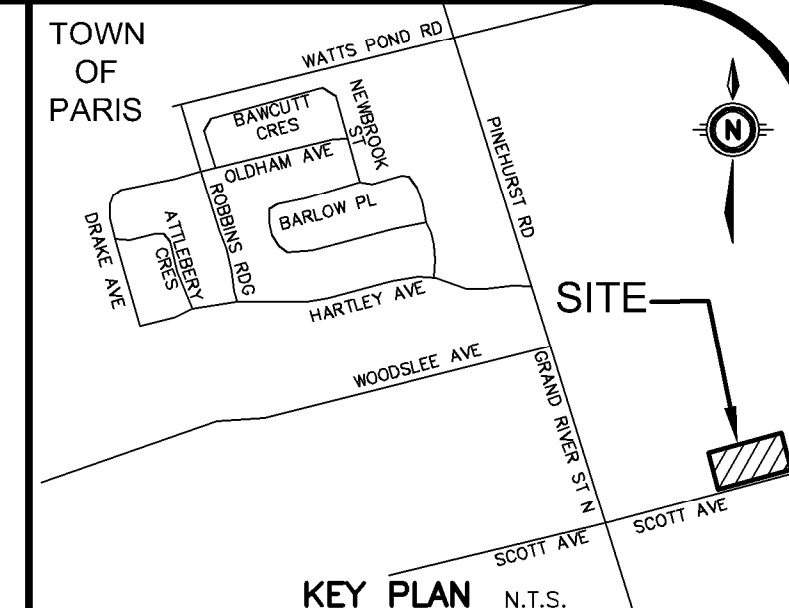 TOWN
OF
PARIS
WATTS POND RD
BAWCUTT
CRES
NEWBROOK
ST
N
OLDHAM AVE
PINEHURST RD
ROBBINS RDG
BARLOW PL
DRAKE AVE
ATTLEBERY
CRES
HARTLEY AVE
SITE
WOODSLEE AVE
GRAND RIVER ST N
SCOTT AVE
SCOTT AVE
KEY PLAN N.T.S.